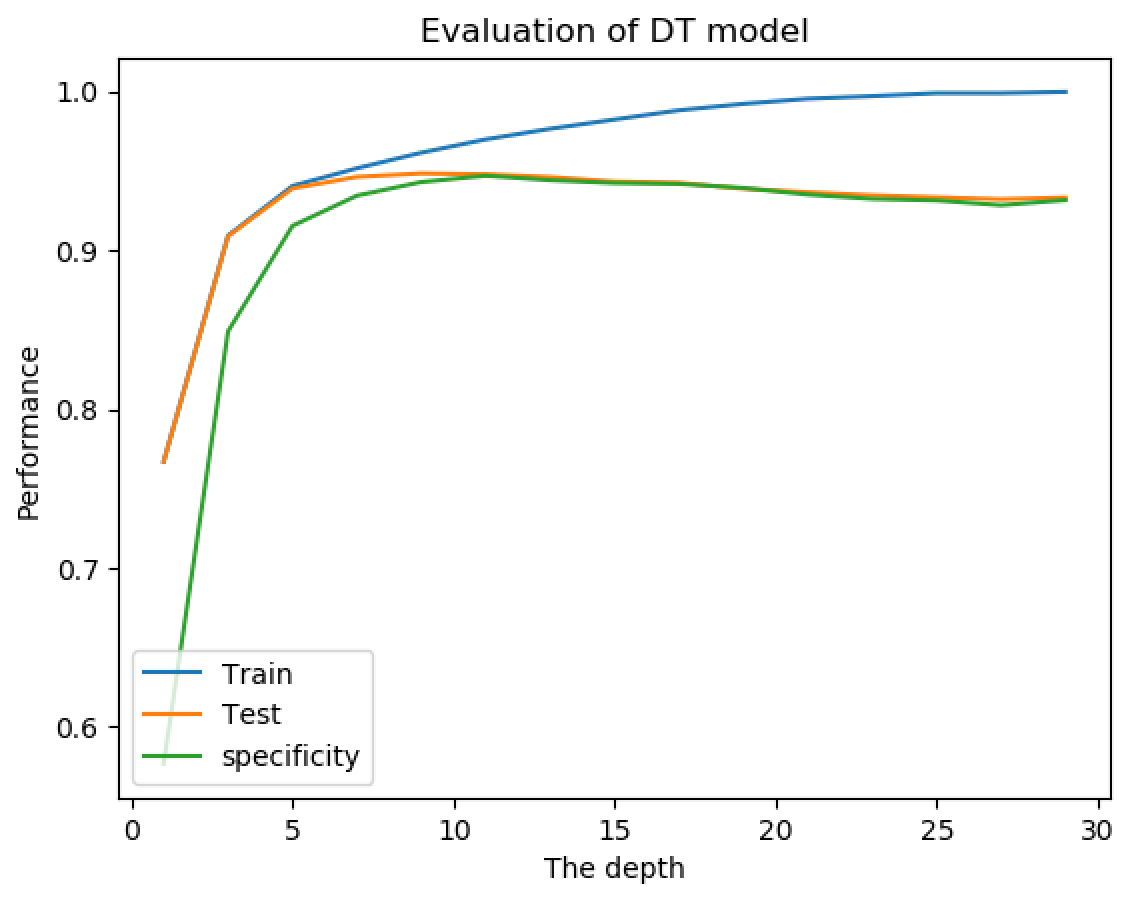 Evaluation of DT model
Performance
1.0
0.9
0.8
0.7
0.6
Train
Test
specificity
0 5 10 15 20 25 30
The depth